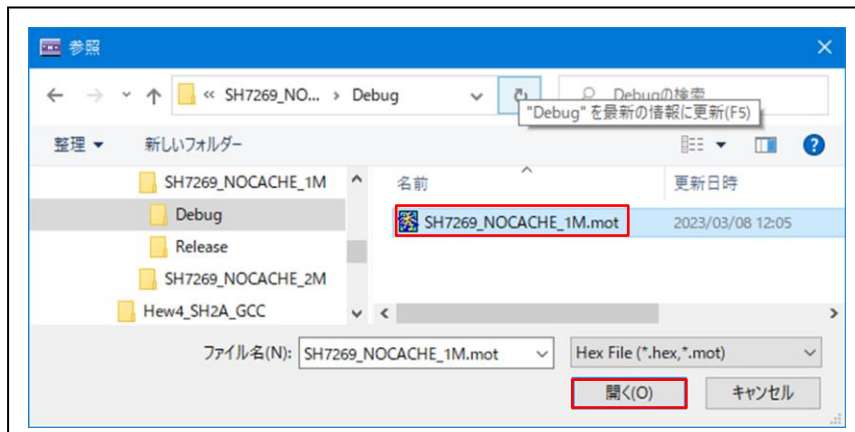 参照
« SH7269_NO... › Debug
Debugの検索
"Debug" を最新の情報に更新(F5)
整理
新しいフォルダー
SH7269_NOCACHE_1M
Debug
Release
SH7269_NOCACHE_2M
Hew4_SH2A_GCC
名前
更新日時
SH7269_NOCACHE_1M.mot
2023/03/08 12:05
ファイル名(N):
SH7269_NOCACHE_1M.mot
Hex File (*.hex,*.mot)
開く(O)
キャンセル